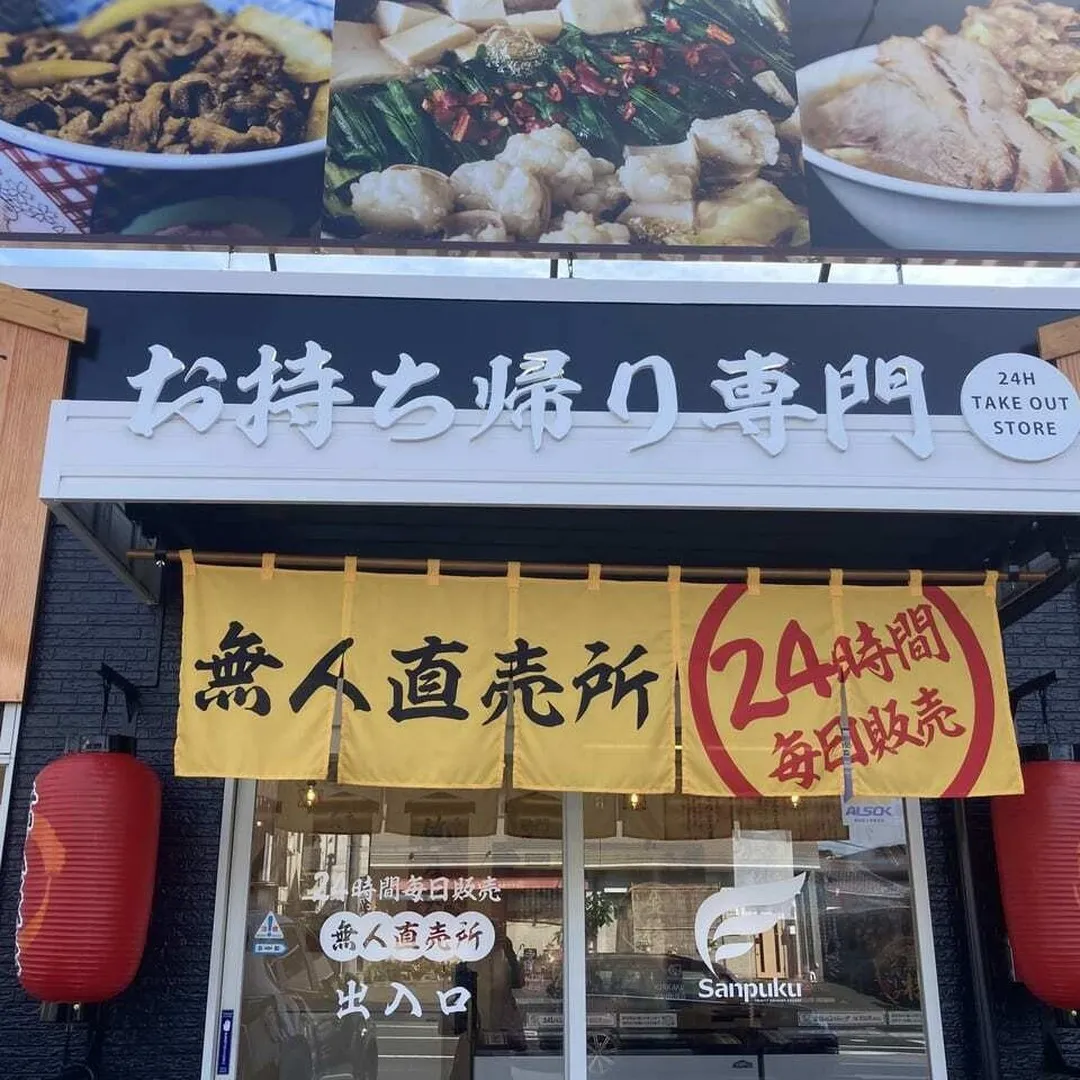 お持ち帰り専門
24H
TAKE OUT
STORE
無人直売所
24時間
毎日販売
ALSOK
24時間毎日販売
無人直売所
出入口
Sanpuku